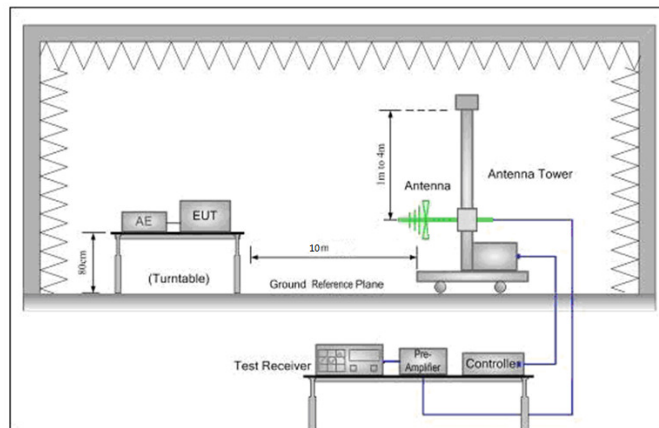 1m to 4m
Antenna
Antenna Tower
AE
EUT
10m
80cm
(Turntable)
Ground Reference Plane
Test Receiver
Pre-
Amplifier
Controller